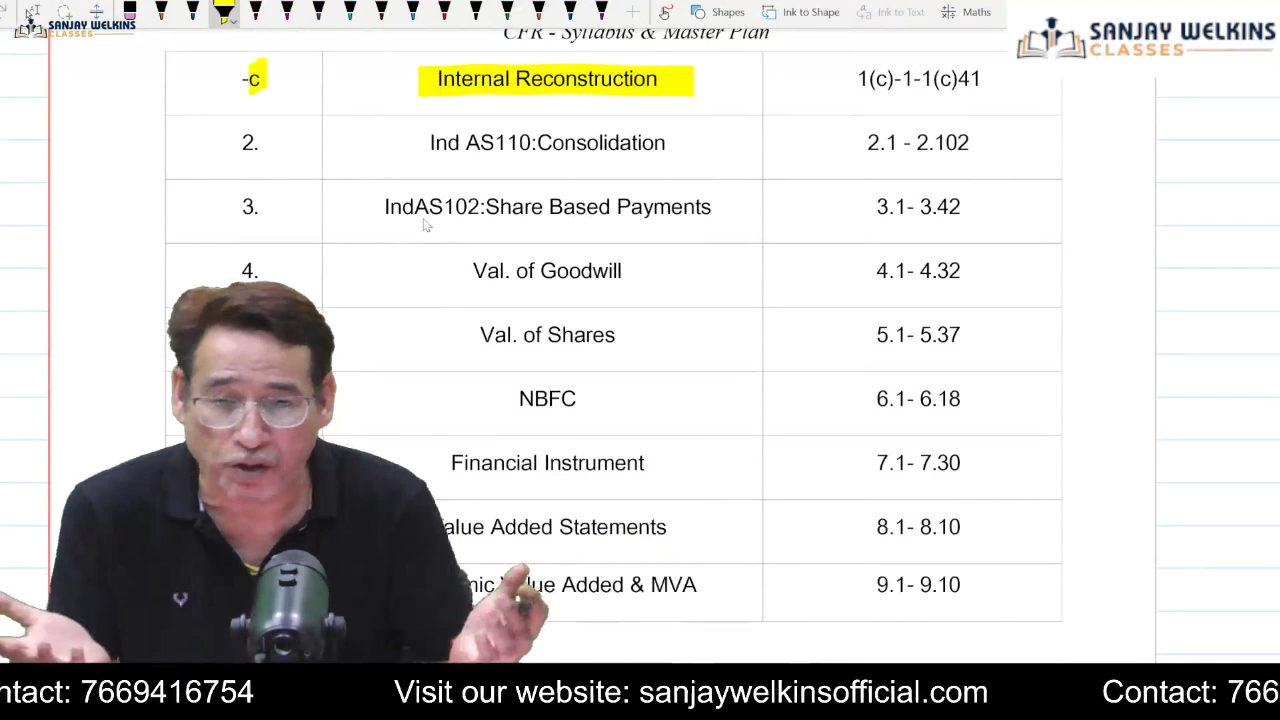 Shapes
Ink to Shape
Ink to Text
Maths
SANJAY WELKINS
CLASSES
SANJAY WELKINS
CLASSES
CFR - Syllabus & Master Plan
-c Internal Reconstruction 1(c)-1-1(c)41
2. Ind AS110:Consolidation 2.1 - 2.102
3. IndAS102:Share Based Payments 3.1- 3.42
4. Val. of Goodwill 4.1- 4.32
Val. of Shares 5.1- 5.37
NBFC 6.1- 6.18
Financial Instrument 7.1- 7.30
alue Added Statements 8.1- 8.10
Added & MVA 9.1- 9.10
ntact: 7669416754 Visit our website: sanjaywelkinsofficial.com Contact: 766